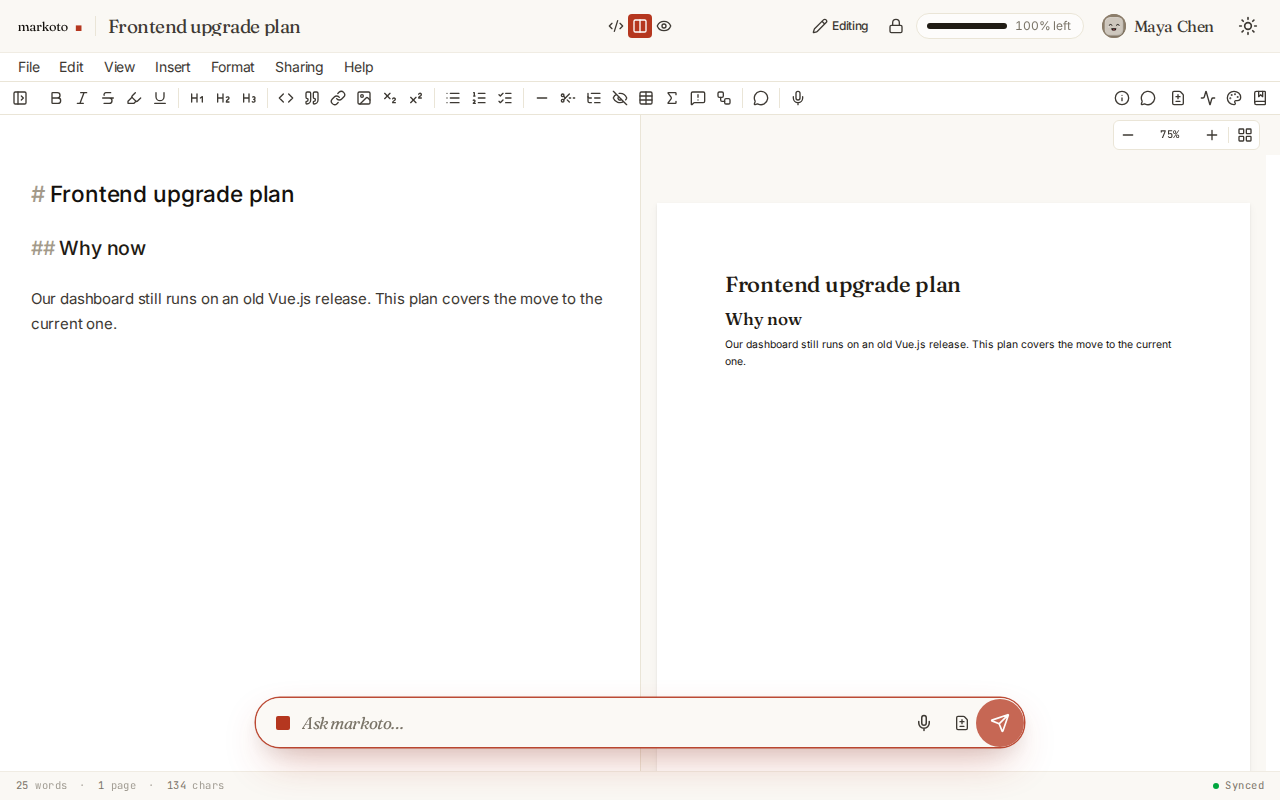 markoto
Frontend upgrade plan
Editing
100% left
Maya Chen
File Edit View Insert Format Sharing Help
H1 H2 H3
75%
# Frontend upgrade plan
## Why now
Our dashboard still runs on an old Vue.js release. This plan covers the move to the
current one.
Frontend upgrade plan
Why now
Our dashboard still runs on an old Vue.js release. This plan covers the move to the current
one.
Ask markoto...
25 words · 1 page · 134 chars
Synced